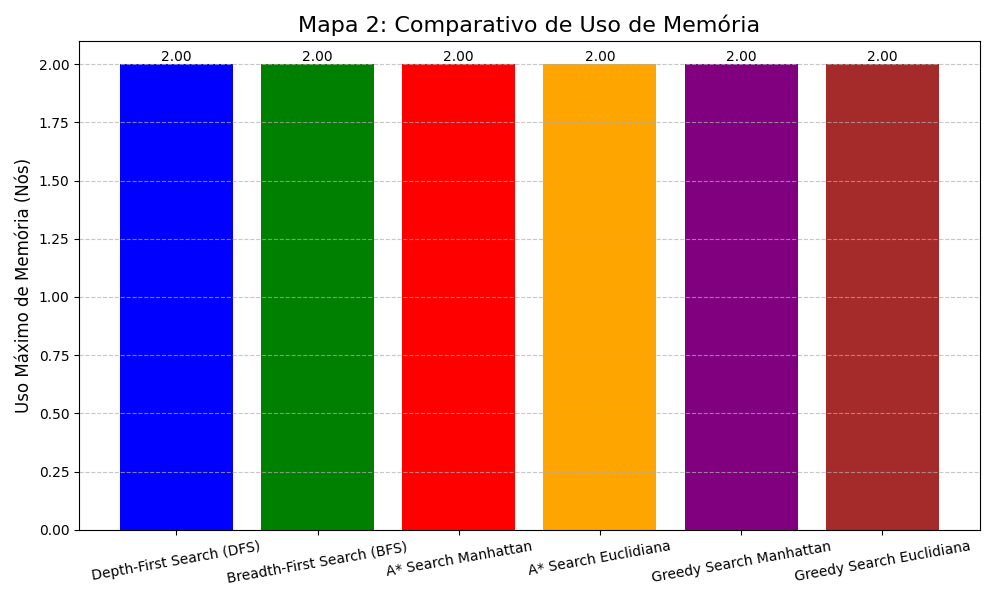 Mapa 2: Comparativo de Uso de Memória
2.00 2.00 2.00 2.00 2.00 2.00
Uso Máximo de Memória (Nós)
2.00
1.75
1.50
1.25
1.00
0.75
0.50
0.25
0.00
Depth-First Search (DFS) Breadth-First Search (BFS) A* Search Manhattan A* Search Euclidiana Greedy Search Manhattan Greedy Search Euclidiana